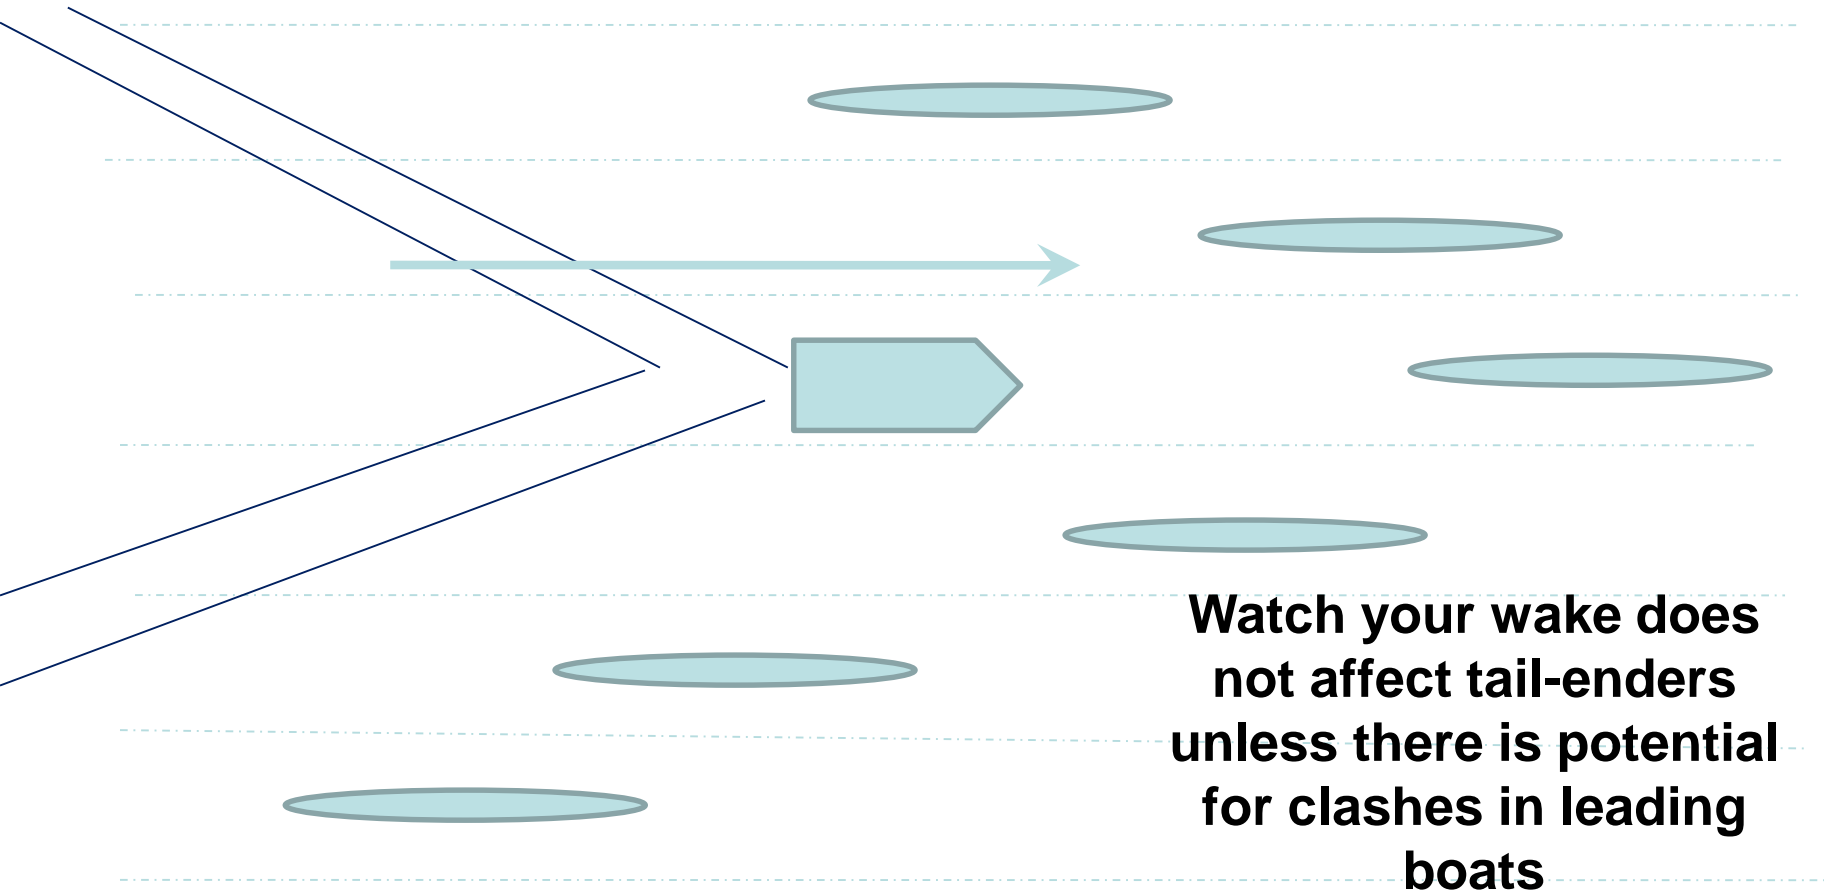 Watch your wake does
not affect tail-enders
unless there is potential
for clashes in leading
boats